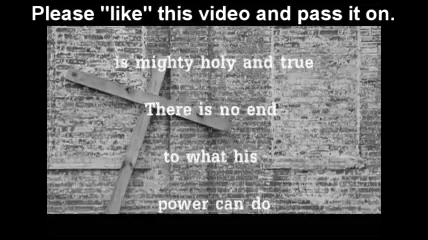 Please "like" this video and pass it on.
is mighty holy and true
There is no end
to what his
power can do